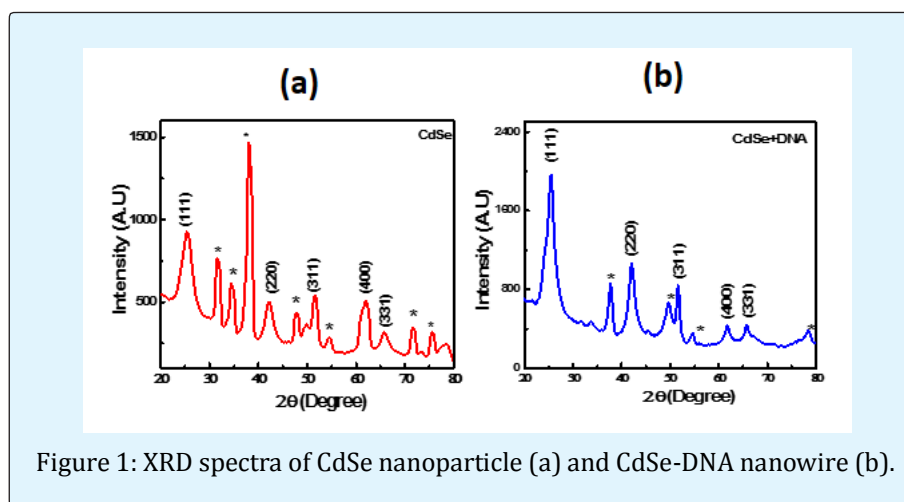 (a)
(b)
CdSe
CdSe+DNA
Intensity (A.U)
1500
1000
500
20 30 40 50 60 70 80
2θ(Degree)
(111)
*
*
*
(220)
*
(311)
*
(400)
(331)
*
*
Intensity (A.U)
2400
1600
800
0
20 30 40 50 60 70 80
2θ(Degree)
(111)
*
(220)
*
(311)
*
(400)
(331)
*
Figure 1: XRD spectra of CdSe nanoparticle (a) and CdSe-DNA nanowire (b).